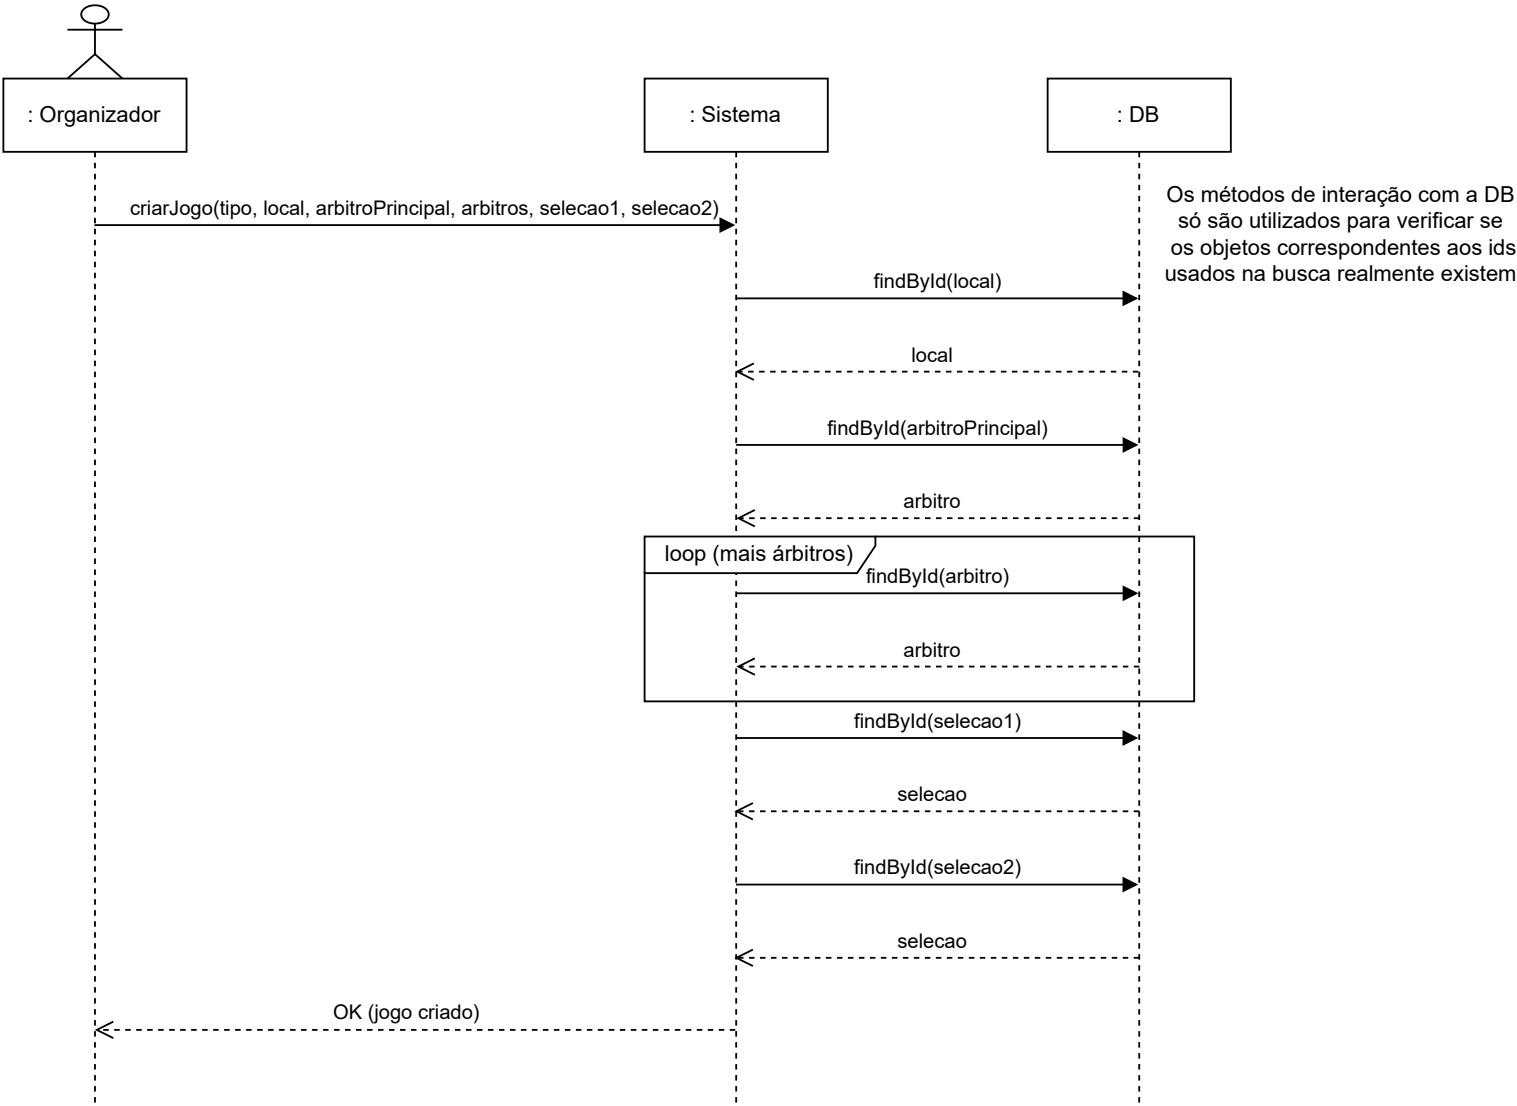 : Organizador
: Sistema
: DB
criarJogo(tipo, local, arbitroPrincipal, arbitros, selecao1, selecao2)
Os métodos de interação com a DB
só são utilizados para verificar se
os objetos correspondentes aos ids
usados na busca realmente existem
findById(local)
local
findById(arbitroPrincipal)
arbitro
loop (mais árbitros)
findById(arbitro)
arbitro
findById(selecao1)
selecao
findById(selecao2)
selecao
OK (jogo criado)